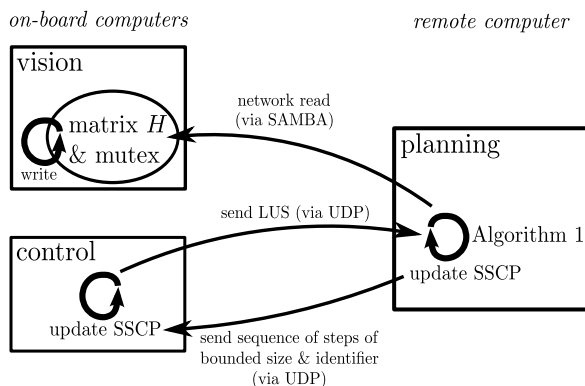 on-board computers
remote computer
vision
matrix H
& mutex
write
network read
(via SAMBA)
planning
send LUS (via UDP)
Algorithm 1
update SSCP
control
update SSCP
send sequence of steps of
bounded size & identifier
(via UDP)